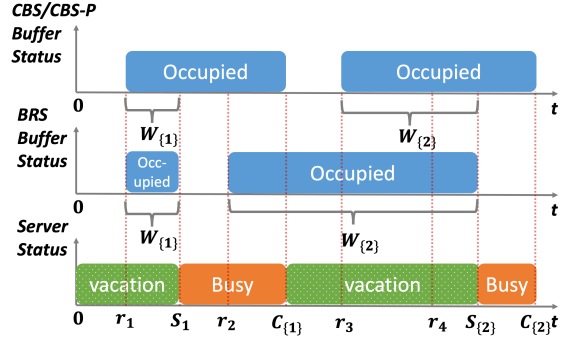 CBS/CBS-P
Buffer
Status
Occupied
Occupied
0
W{1}
W{2}
t
BRS
Buffer
Status
Occ-
upied
Occupied
0
W{1}
W{2}
t
Server
Status
vacation
Busy
vacation
Busy
0
r1
S1
r2
C{1}
r3
r4
S{2}
C{2}
t